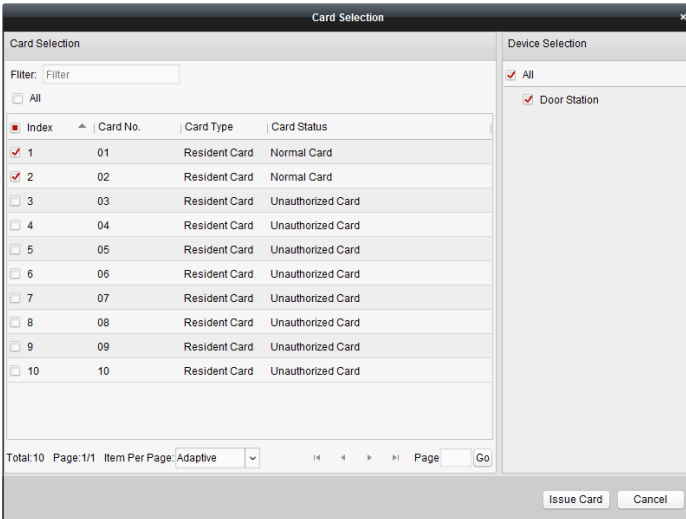 Card Selection
×
Card Selection
Device Selection
Fliter: Filter
All
All
Door Station
Index Card No. Card Type Card Status
1 01 Resident Card Normal Card
2 02 Resident Card Normal Card
3 03 Resident Card Unauthorized Card
4 04 Resident Card Unauthorized Card
5 05 Resident Card Unauthorized Card
6 06 Resident Card Unauthorized Card
7 07 Resident Card Unauthorized Card
8 08 Resident Card Unauthorized Card
9 09 Resident Card Unauthorized Card
10 10 Resident Card Unauthorized Card
Total:10 Page:1/1 Item Per Page: Adaptive Page Go
Issue Card Cancel